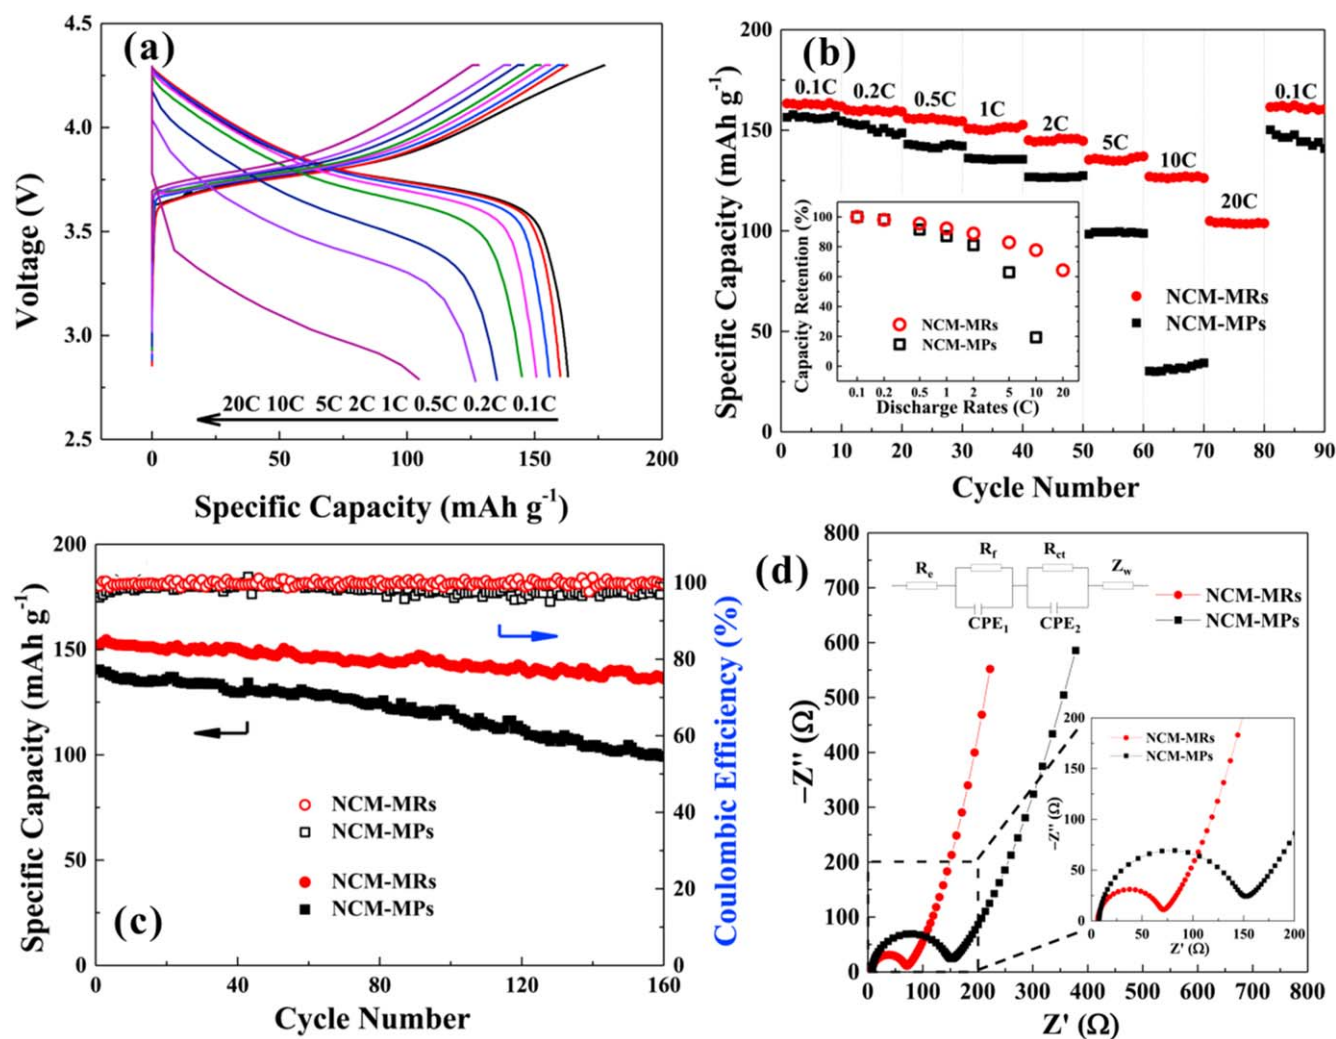 (a)
4.5
4.0
3.5
3.0
2.5
Voltage (V)
20C 10C 5C 2C 1C 0.5C 0.2C 0.1C
0 50 100 150 200
Specific Capacity (mAh g⁻¹)
(b)
200
150
100
50
0
Specific Capacity (mAh g⁻¹)
0.1C 0.2C 0.5C 1C 2C 5C 10C 20C 0.1C
NCM-MRs
NCM-MPs
100
80
60
40
20
0
Capacity Retention (%)
NCM-MRs
NCM-MPs
0.1 0.2 0.5 1 2 5 10 20
Discharge Rates (C)
0 10 20 30 40 50 60 70 80 90
Cycle Number
200
150
100
50
0
Specific Capacity (mAh g⁻¹)
100
80
60
40
20
0
Coulombic Efficiency (%)
NCM-MRs
NCM-MPs
NCM-MRs
NCM-MPs
(c)
0 40 80 120 160
Cycle Number
(d)
800
700
600
500
400
300
200
100
0
−Z'' (Ω)
Rₑ R_f CPE₁ R_ct CPE₂ Z_w
NCM-MRs
NCM-MPs
200
150
100
50
0
−Z'' (Ω)
NCM-MRs
NCM-MPs
0 50 100 150 200
Z' (Ω)
0 100 200 300 400 500 600 700 800
Z' (Ω)